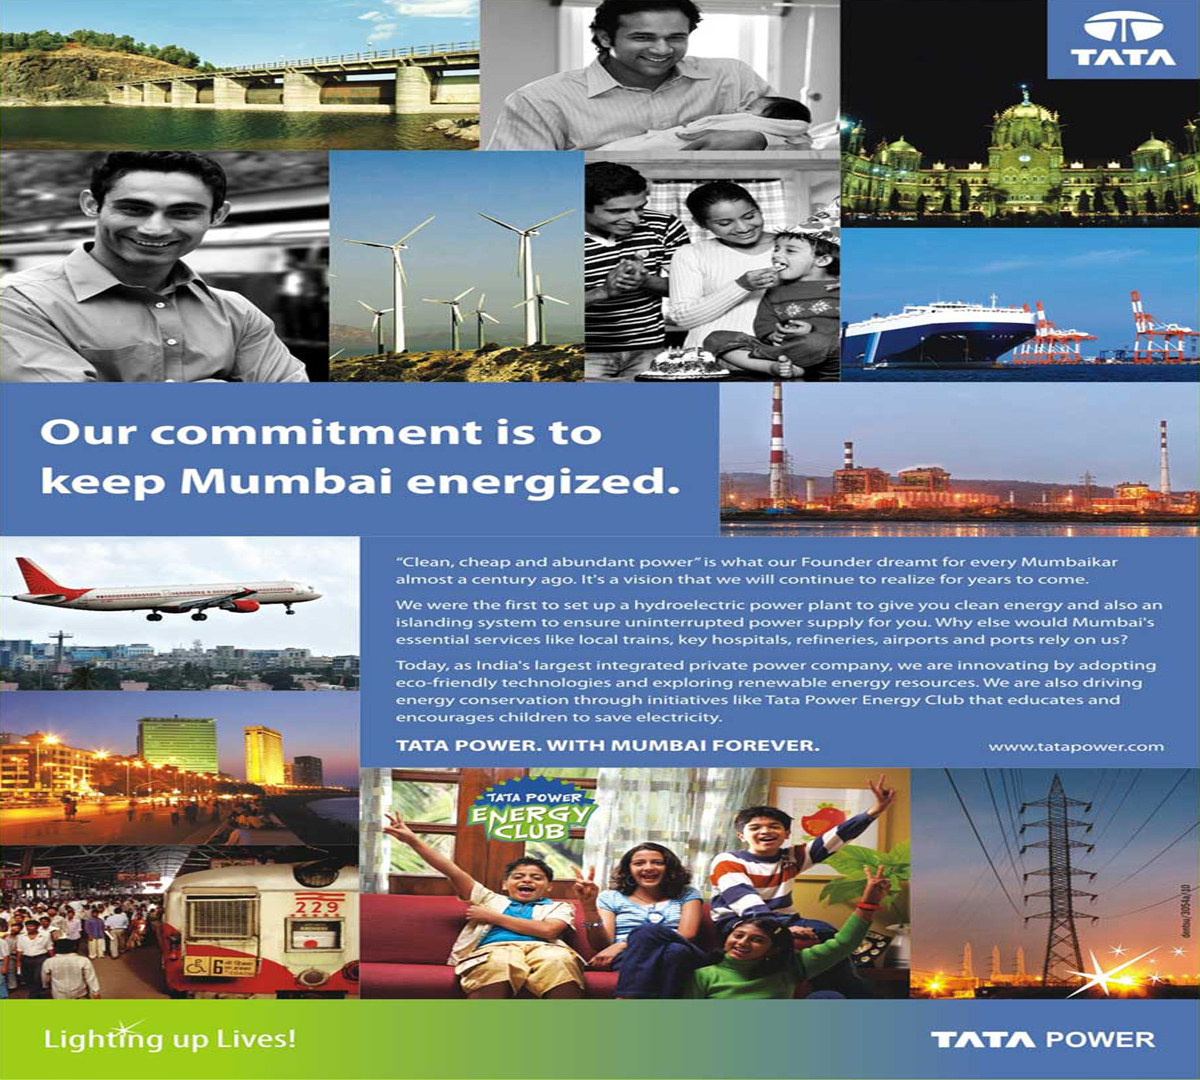 TATA
Our commitment is to
keep Mumbai energized.
“Clean, cheap and abundant power” is what our Founder dreamt for every Mumbaikar
almost a century ago. It's a vision that we will continue to realize for years to come.
We were the first to set up a hydroelectric power plant to give you clean energy and also an
islanding system to ensure uninterrupted power supply for you. Why else would Mumbai's
essential services like local trains, key hospitals, refineries, airports and ports rely on us?
Today, as India's largest integrated private power company, we are innovating by adopting
eco-friendly technologies and exploring renewable energy resources. We are also driving
energy conservation through initiatives like Tata Power Energy Club that educates and
encourages children to save electricity.
TATA POWER. WITH MUMBAI FOREVER.
www.tatapower.com
TATA POWER
ENERGY
CLUB
229
6
Lighting up Lives!
TATA POWER